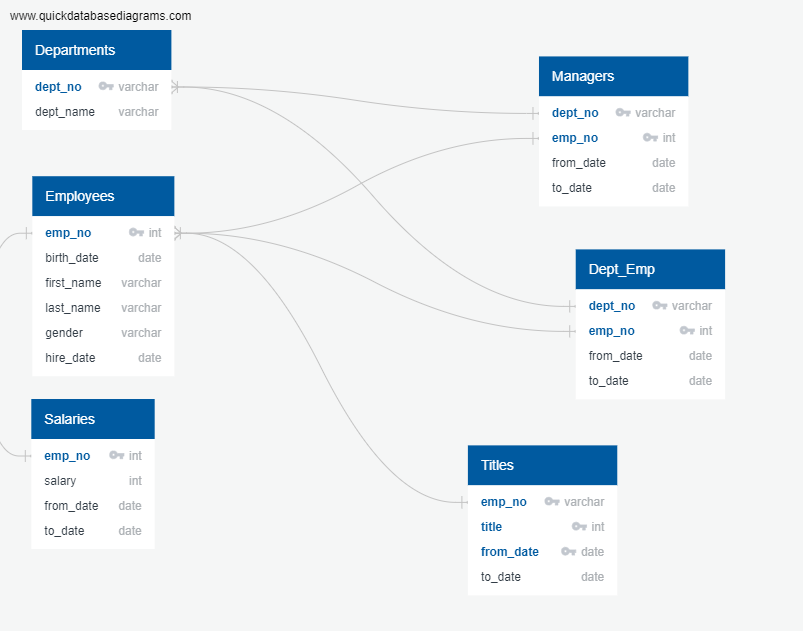 www.quickdatabasediagrams.com
Departments
dept_no varchar
dept_name varchar
Employees
emp_no int
birth_date date
first_name varchar
last_name varchar
gender varchar
hire_date date
Salaries
emp_no int
salary int
from_date date
to_date date
Managers
dept_no varchar
emp_no int
from_date date
to_date date
Dept_Emp
dept_no varchar
emp_no int
from_date date
to_date date
Titles
emp_no varchar
title int
from_date date
to_date date